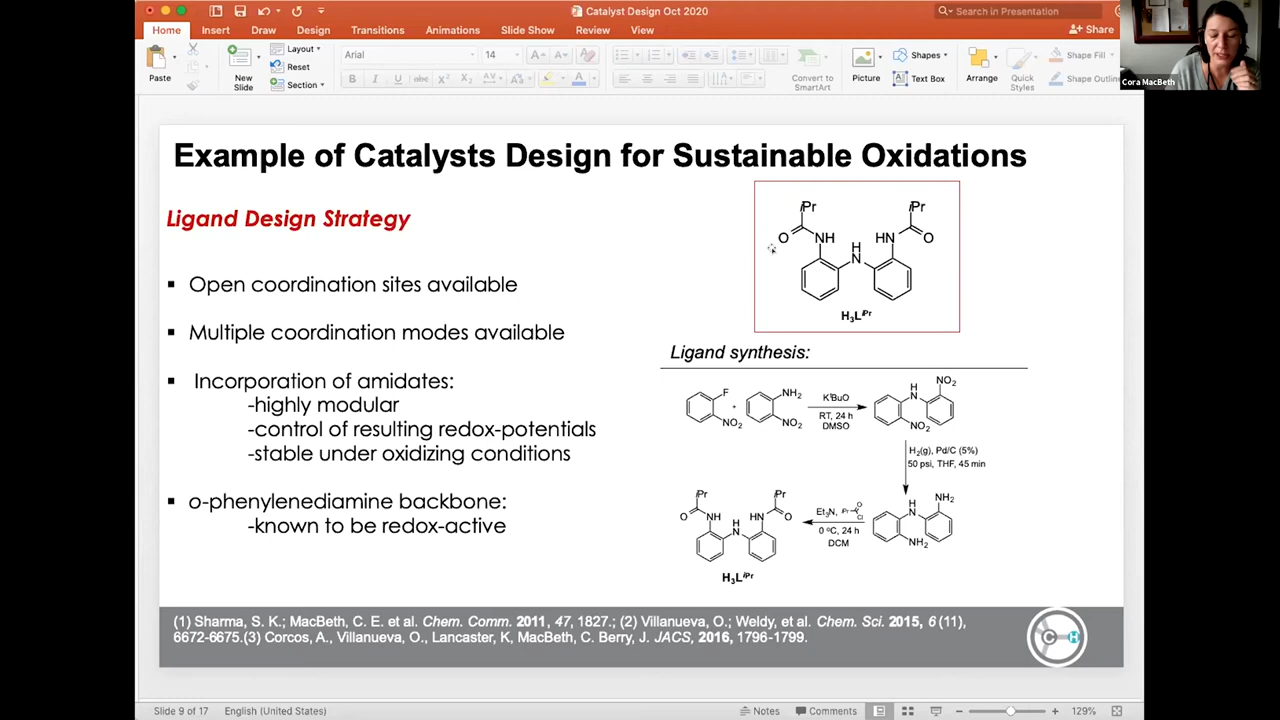 Catalyst Design Oct 2020
Search in Presentation
Home Insert Draw Design Transitions Animations Slide Show Review View
Share
Paste
New
Slide
Layout
Reset
Section
Arial 14
B I U abc X² X₂ AV Aa A
Convert to
SmartArt
Picture
Shapes
Text Box
Arrange
Quick
Styles
Shape Fill
Shape Outline
Cora MacBeth
Example of Catalysts Design for Sustainable Oxidations
Ligand Design Strategy
▪ Open coordination sites available
▪ Multiple coordination modes available
▪ Incorporation of amidates:
-highly modular
-control of resulting redox-potentials
-stable under oxidizing conditions
▪ o-phenylenediamine backbone:
-known to be redox-active
iPr iPr
O NH H N HN O
H₃LiPr
Ligand synthesis:
F NO₂ + NH₂ NO₂
KᵗBuO
RT, 24 h
DMSO
NO₂ H N NO₂
H₂(g), Pd/C (5%)
50 psi, THF, 45 min
NH₂ H N NH₂
Et₃N, iPr O Cl
0 ºC, 24 h
DCM
iPr iPr
O NH H N HN O
H₃LiPr
(1) Sharma, S. K.; MacBeth, C. E. et al. Chem. Comm. 2011, 47, 1827.; (2) Villanueva, O.; Weldy, et al. Chem. Sci. 2015, 6 (11),
6672-6675.(3) Corcos, A., Villanueva, O., Lancaster, K, MacBeth, C. Berry, J. JACS, 2016, 1796-1799.
C H
Slide 9 of 17 English (United States) Notes Comments 129%